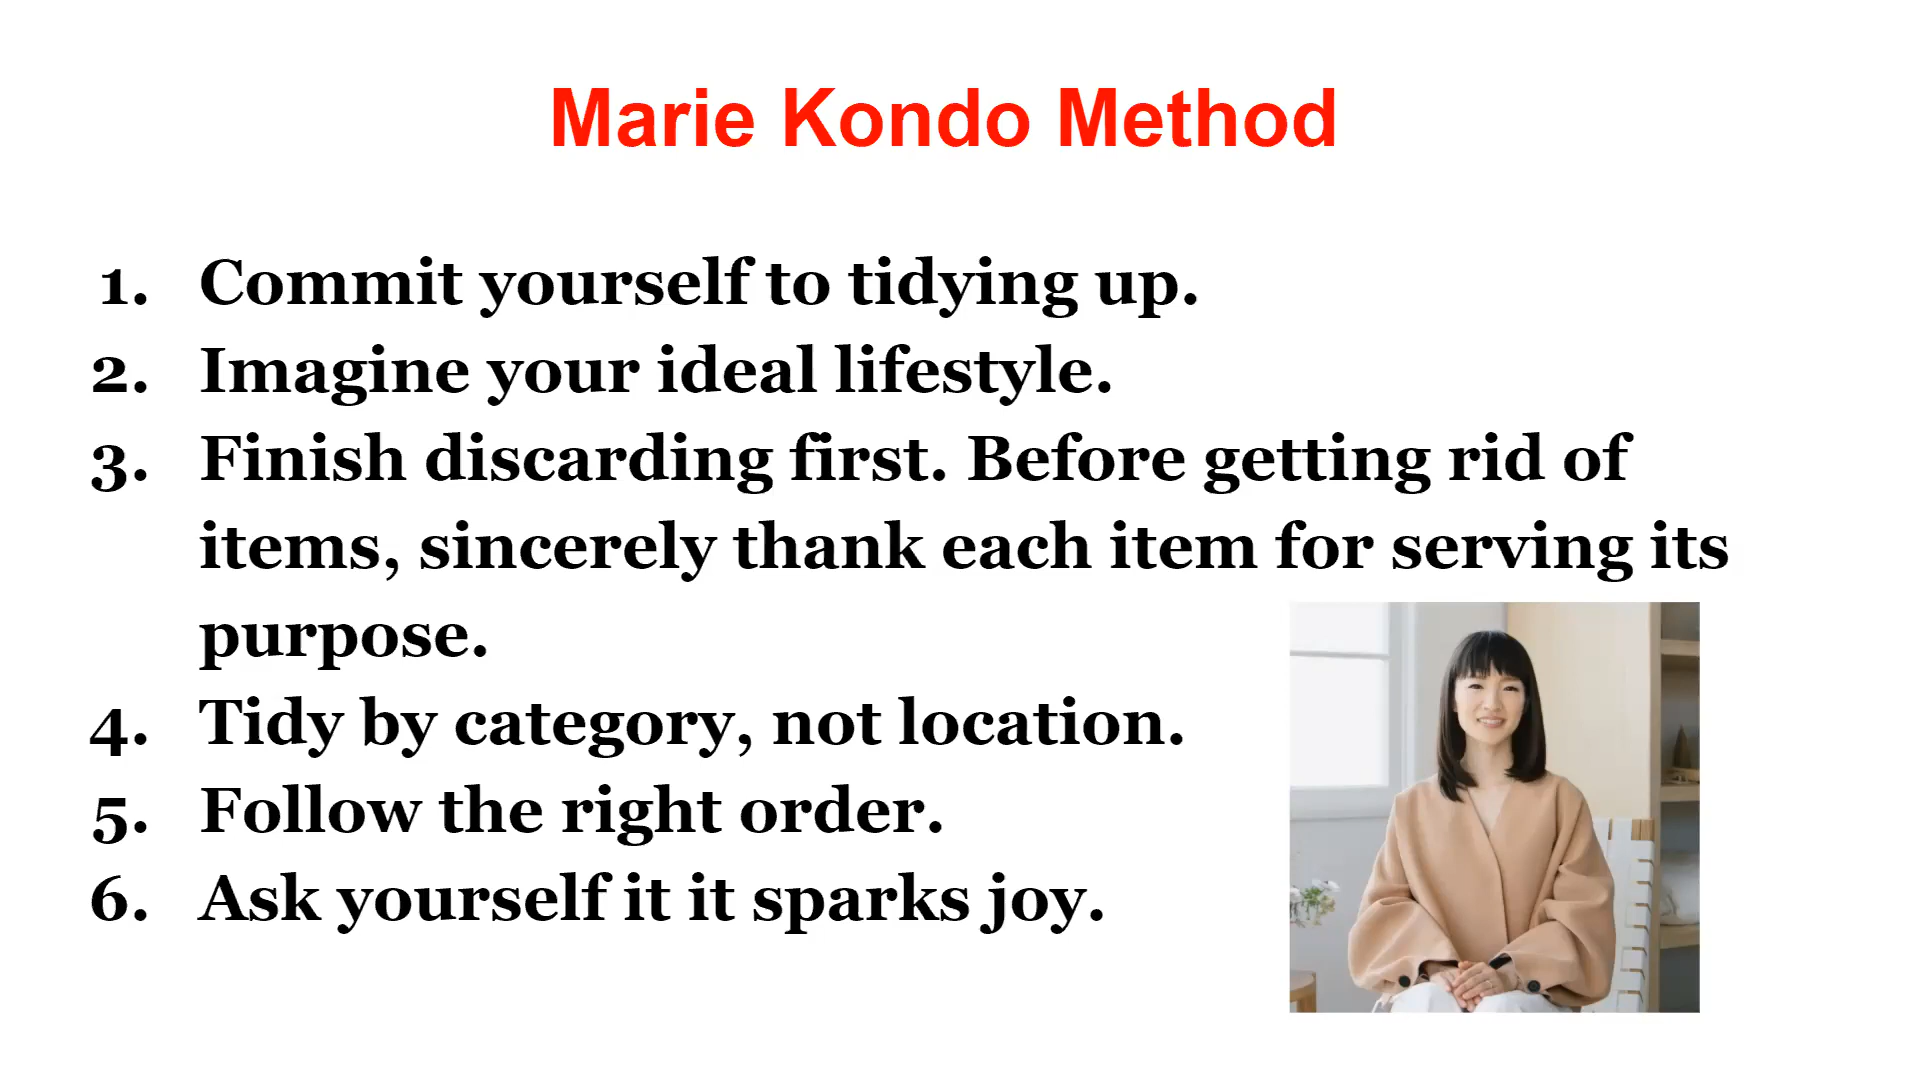 Marie Kondo Method
1. Commit yourself to tidying up.
2. Imagine your ideal lifestyle.
3. Finish discarding first. Before getting rid of
items, sincerely thank each item for serving its
purpose.
4. Tidy by category, not location.
5. Follow the right order.
6. Ask yourself it it sparks joy.